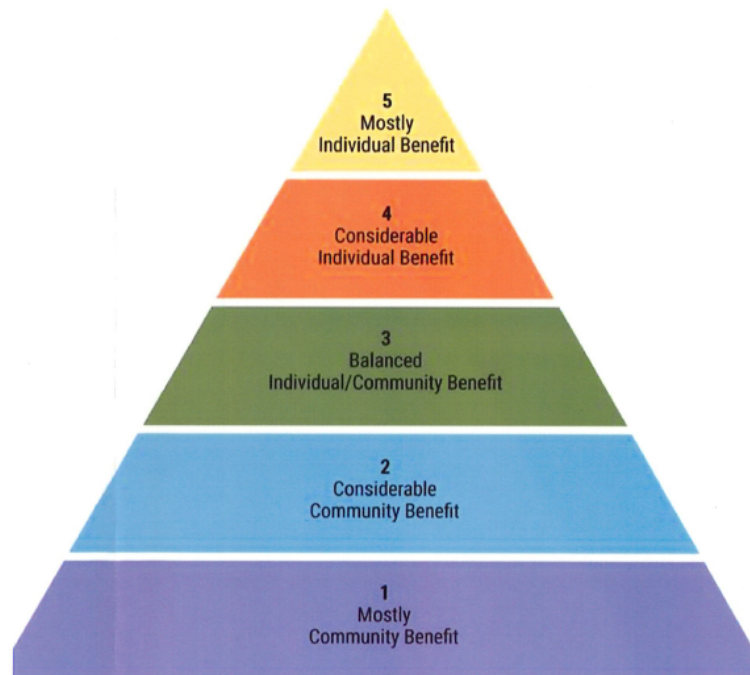 5
Mostly
Individual Benefit
4
Considerable
Individual Benefit
3
Balanced
Individual/Community Benefit
2
Considerable
Community Benefit
1
Mostly
Community Benefit